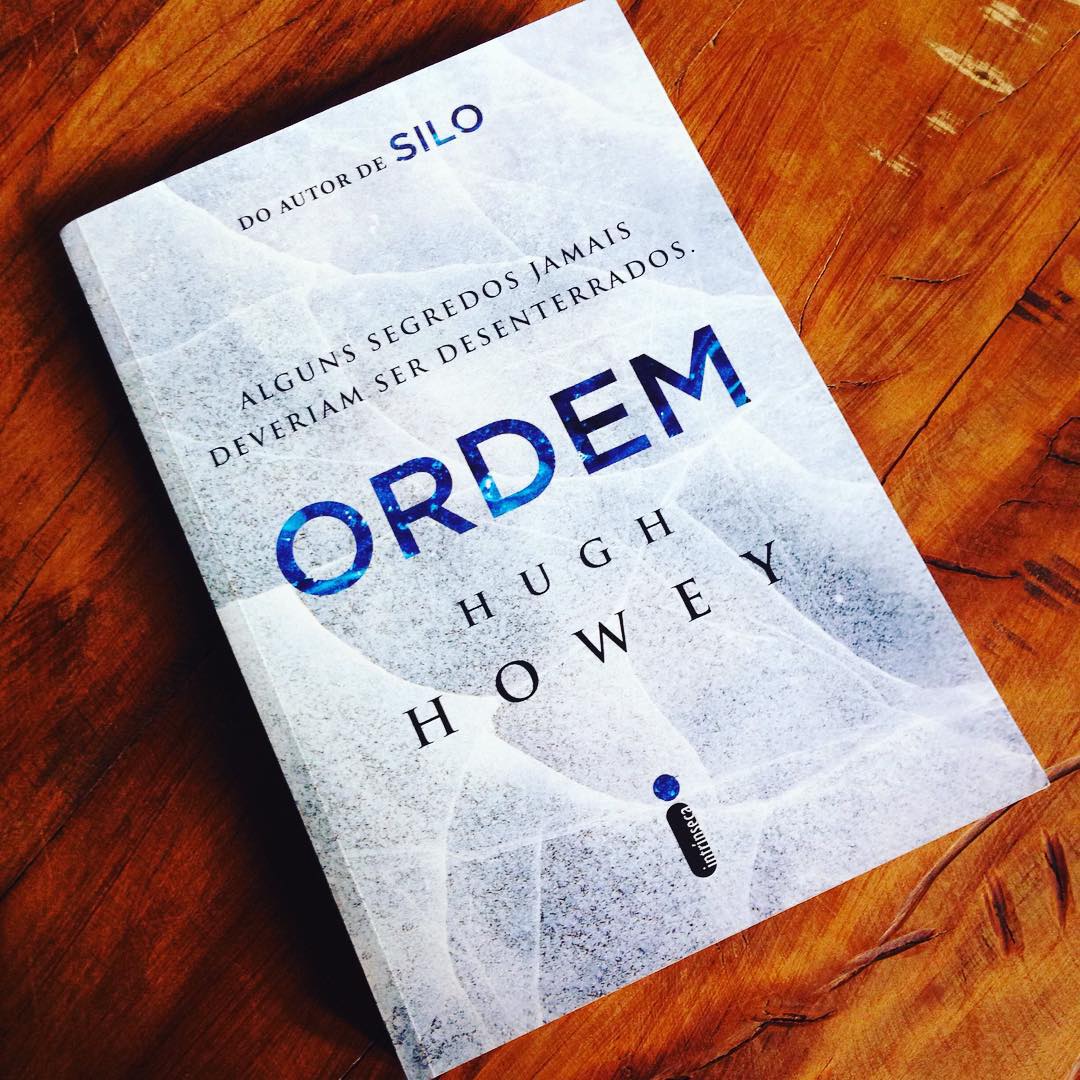 DO AUTOR DE SILO
ALGUNS SEGREDOS JAMAIS
DEVERIAM SER DESENTERRADOS.
ORDEM
HUGH
HOWEY
intrínseca